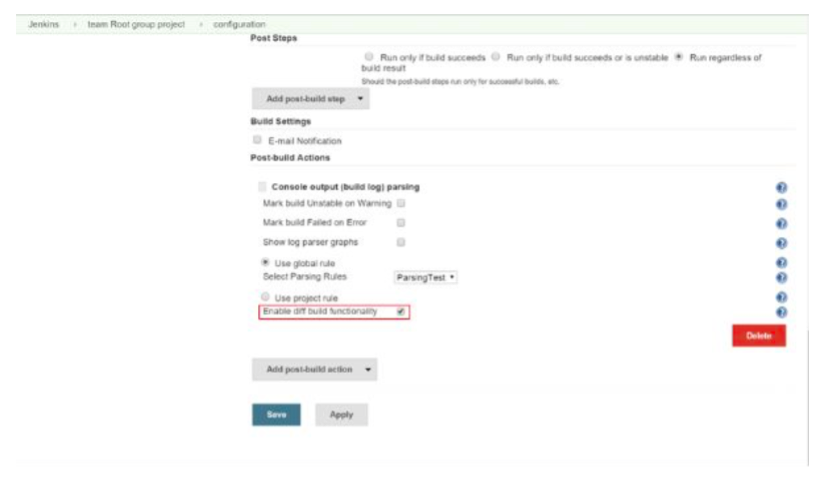 Jenkins › team Root group project › configuration
Post Steps
Run only if build succeeds Run only if build succeeds or is unstable Run regardless of
build result
Should the post-build steps run only for successful builds, etc.
Add post-build step
Build Settings
E-mail Notification
Post-build Actions
Console output (build log) parsing
Mark build Unstable on Warning
Mark build Failed on Error
Show log parser graphs
Use global rule
Select Parsing Rules ParsingTest
Use project rule
Enable diff build functionality
Delete
Add post-build action
Save Apply